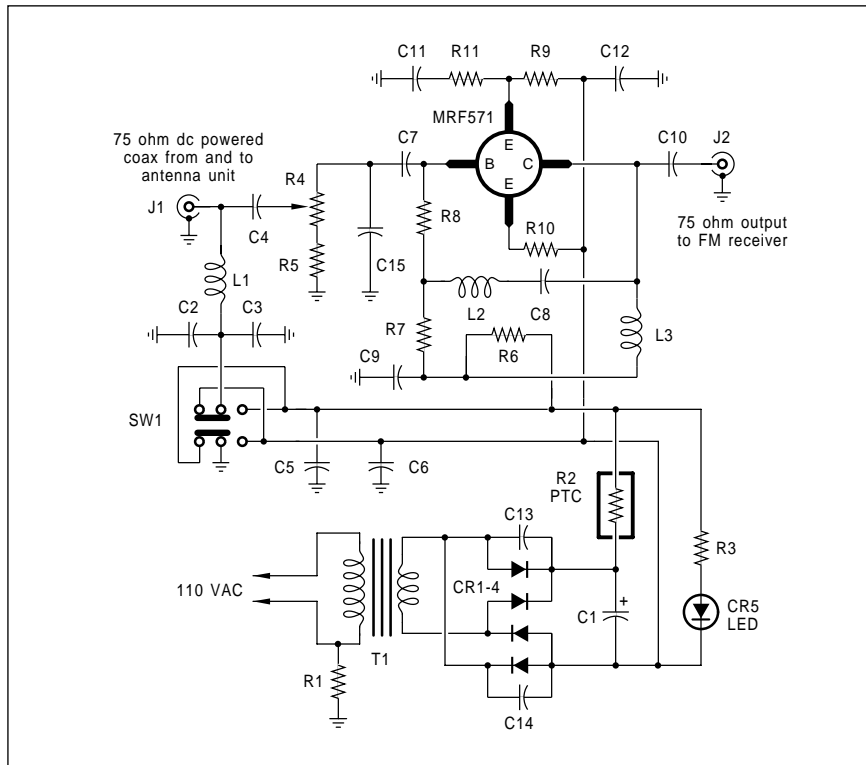 C11
R11
R9
C12
MRF571
75 ohm dc powered
coax from and to
antenna unit
C7
E
B
C
E
C10
J2
R4
J1
C4
R8
R10
75 ohm output
to FM receiver
R5
C15
L1
L2
C8
C2
C3
R7
R6
L3
C9
SW1
C5
C6
R2
PTC
C13
R3
110 VAC
CR1-4
C1
+
CR5
LED
T1
R1
C14